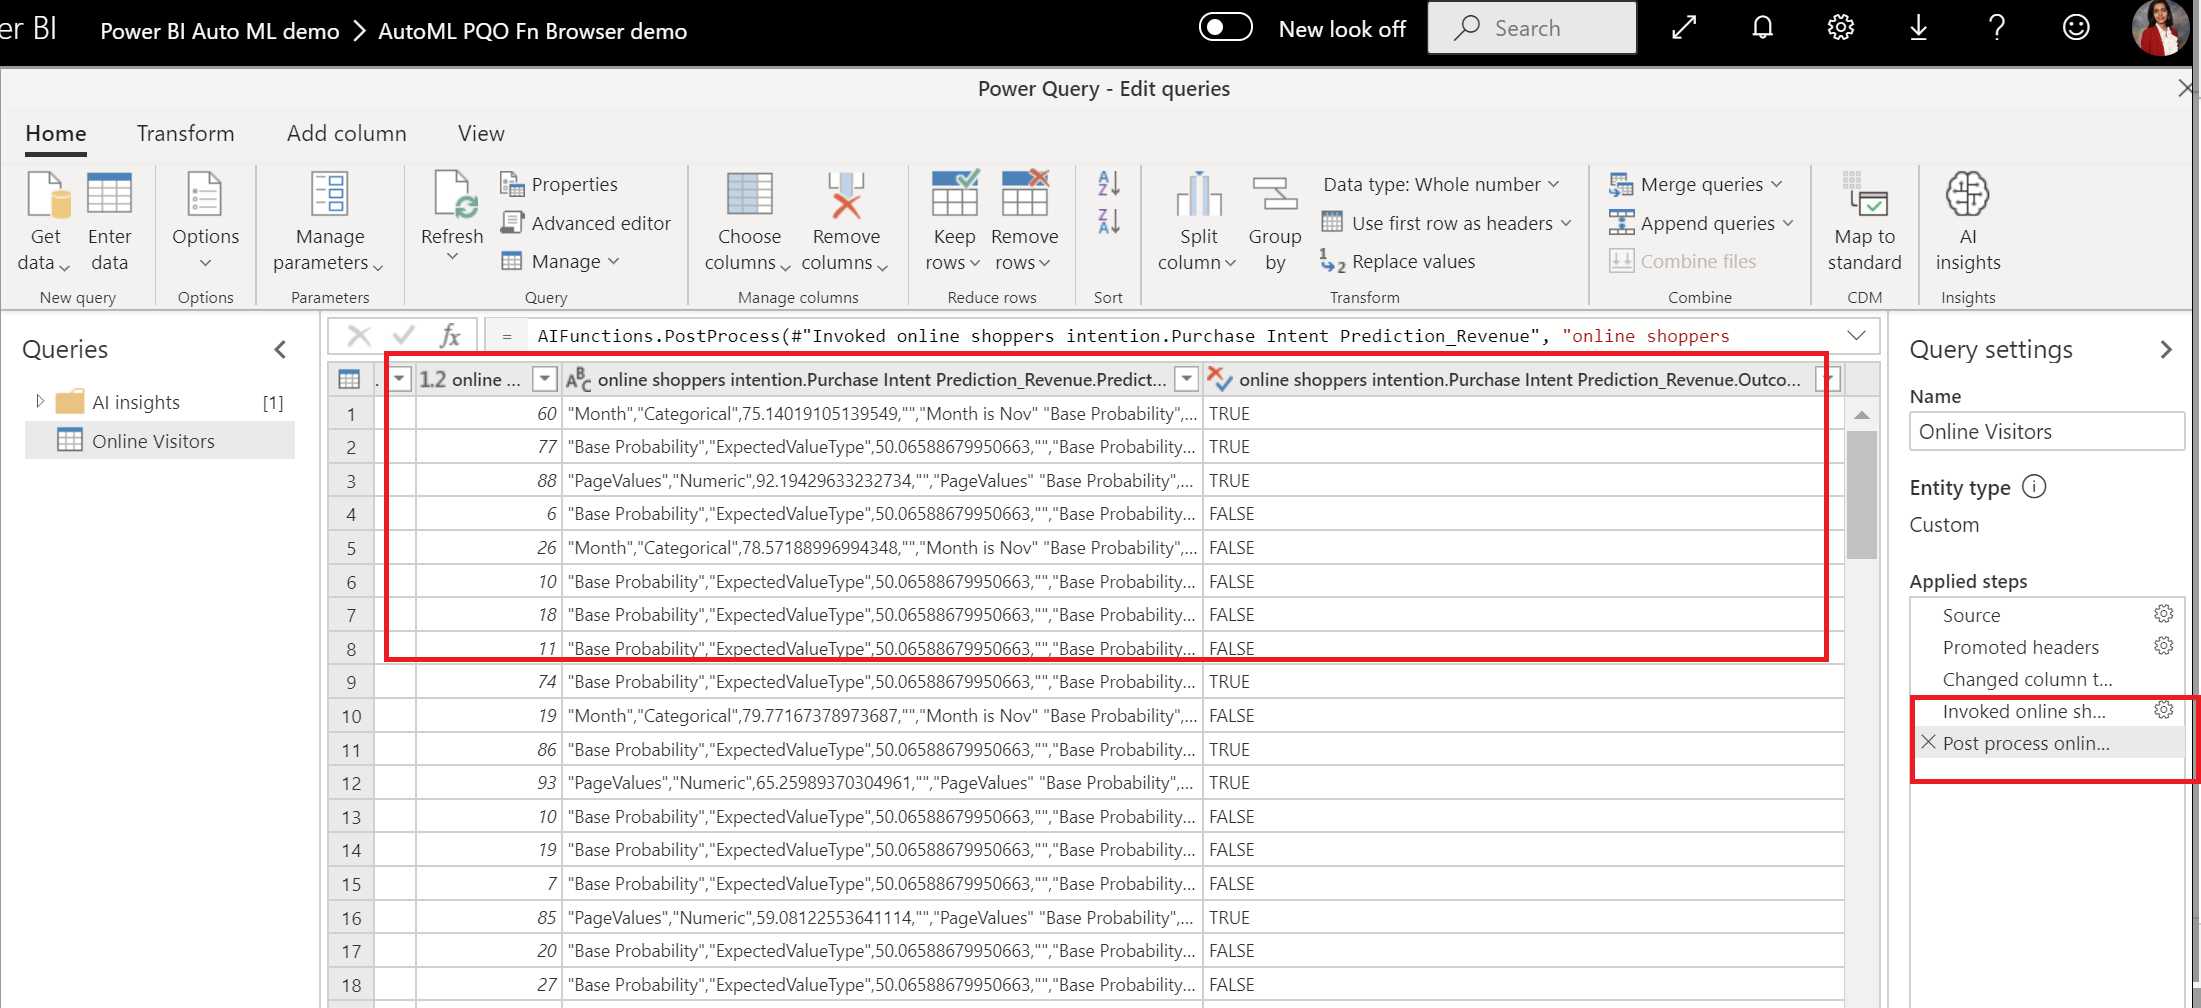 er BI Power BI Auto ML demo > AutoML PQO Fn Browser demo New look off Search
Power Query - Edit queries
Home Transform Add column View
Get data Enter data
New query
Options
Options
Manage parameters
Parameters
Refresh
Properties
Advanced editor
Manage
Query
Choose columns Remove columns
Manage columns
Keep rows Remove rows
Reduce rows
A Z
Z A
Sort
Split column Group by
Data type: Whole number
Use first row as headers
1 2 Replace values
Transform
Merge queries
Append queries
Combine files
Combine
Map to standard
CDM
AI insights
Insights
Queries
AI insights [1]
Online Visitors
fx = AIFunctions.PostProcess(#"Invoked online shoppers intention.Purchase Intent Prediction_Revenue", "online shoppers
. 1.2 online ... ABC online shoppers intention.Purchase Intent Prediction_Revenue.Predict... online shoppers intention.Purchase Intent Prediction_Revenue.Outco...
1 60 "Month","Categorical",75.14019105139549,"","Month is Nov" "Base Probability",... TRUE
2 77 "Base Probability","ExpectedValueType",50.06588679950663,"","Base Probability... TRUE
3 88 "PageValues","Numeric",92.19429633232734,"","PageValues" "Base Probability",... TRUE
4 6 "Base Probability","ExpectedValueType",50.06588679950663,"","Base Probability... FALSE
5 26 "Month","Categorical",78.57188996994348,"","Month is Nov" "Base Probability",... FALSE
6 10 "Base Probability","ExpectedValueType",50.06588679950663,"","Base Probability... FALSE
7 18 "Base Probability","ExpectedValueType",50.06588679950663,"","Base Probability... FALSE
8 11 "Base Probability","ExpectedValueType",50.06588679950663,"","Base Probability... FALSE
9 74 "Base Probability","ExpectedValueType",50.06588679950663,"","Base Probability... TRUE
10 19 "Month","Categorical",79.77167378973687,"","Month is Nov" "Base Probability",... FALSE
11 86 "Base Probability","ExpectedValueType",50.06588679950663,"","Base Probability... TRUE
12 93 "PageValues","Numeric",65.25989370304961,"","PageValues" "Base Probability",... TRUE
13 10 "Base Probability","ExpectedValueType",50.06588679950663,"","Base Probability... FALSE
14 19 "Base Probability","ExpectedValueType",50.06588679950663,"","Base Probability... FALSE
15 7 "Base Probability","ExpectedValueType",50.06588679950663,"","Base Probability... FALSE
16 85 "PageValues","Numeric",59.08122553641114,"","PageValues" "Base Probability",... TRUE
17 20 "Base Probability","ExpectedValueType",50.06588679950663,"","Base Probability... FALSE
18 27 "Base Probability","ExpectedValueType",50.06588679950663,"","Base Probability... FALSE
Query settings
Name
Online Visitors
Entity type
Custom
Applied steps
Source
Promoted headers
Changed column t...
Invoked online sh...
Post process onlin...